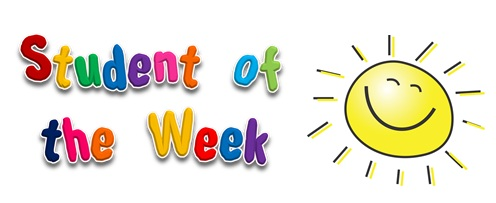 Student of
the Week